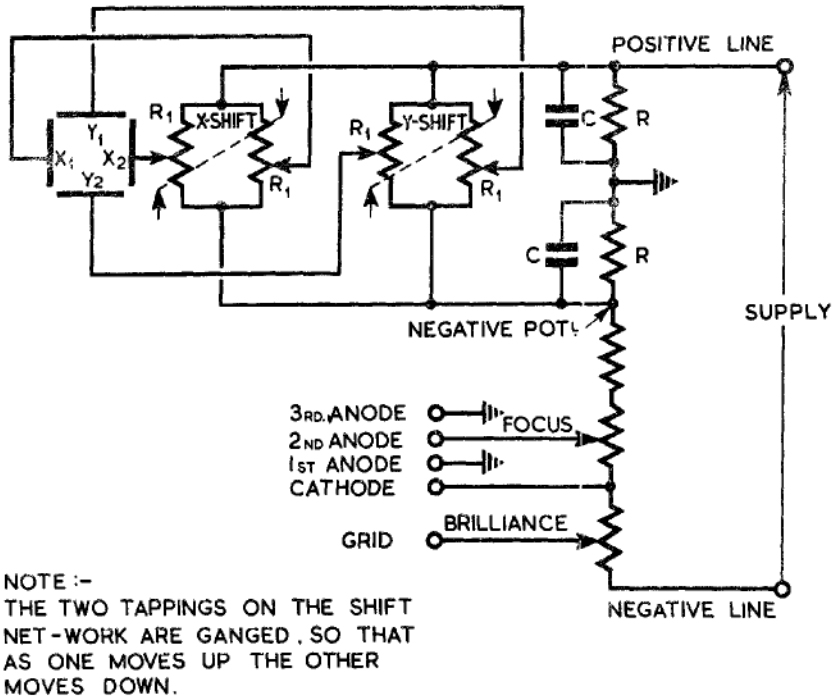 POSITIVE LINE
R₁
X-SHIFT
R₁
R₁
Y-SHIFT
R₁
C
R
Y₁
X₁
X₂
Y₂
C
R
SUPPLY
NEGATIVE POTL
3RD. ANODE
FOCUS
2ND ANODE
1ST ANODE
CATHODE
BRILLIANCE
GRID
NEGATIVE LINE
NOTE :-
THE TWO TAPPINGS ON THE SHIFT
NET-WORK ARE GANGED, SO THAT
AS ONE MOVES UP THE OTHER
MOVES DOWN.